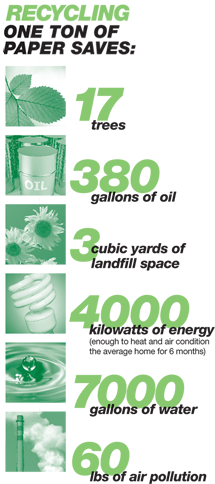 RECYCLING
ONE TON OF
PAPER SAVES:
17
trees
OIL
380
gallons of oil
3
cubic yards of
landfill space
4000
kilowatts of energy
(enough to heat and air condition
the average home for 6 months)
7000
gallons of water
60
lbs of air pollution